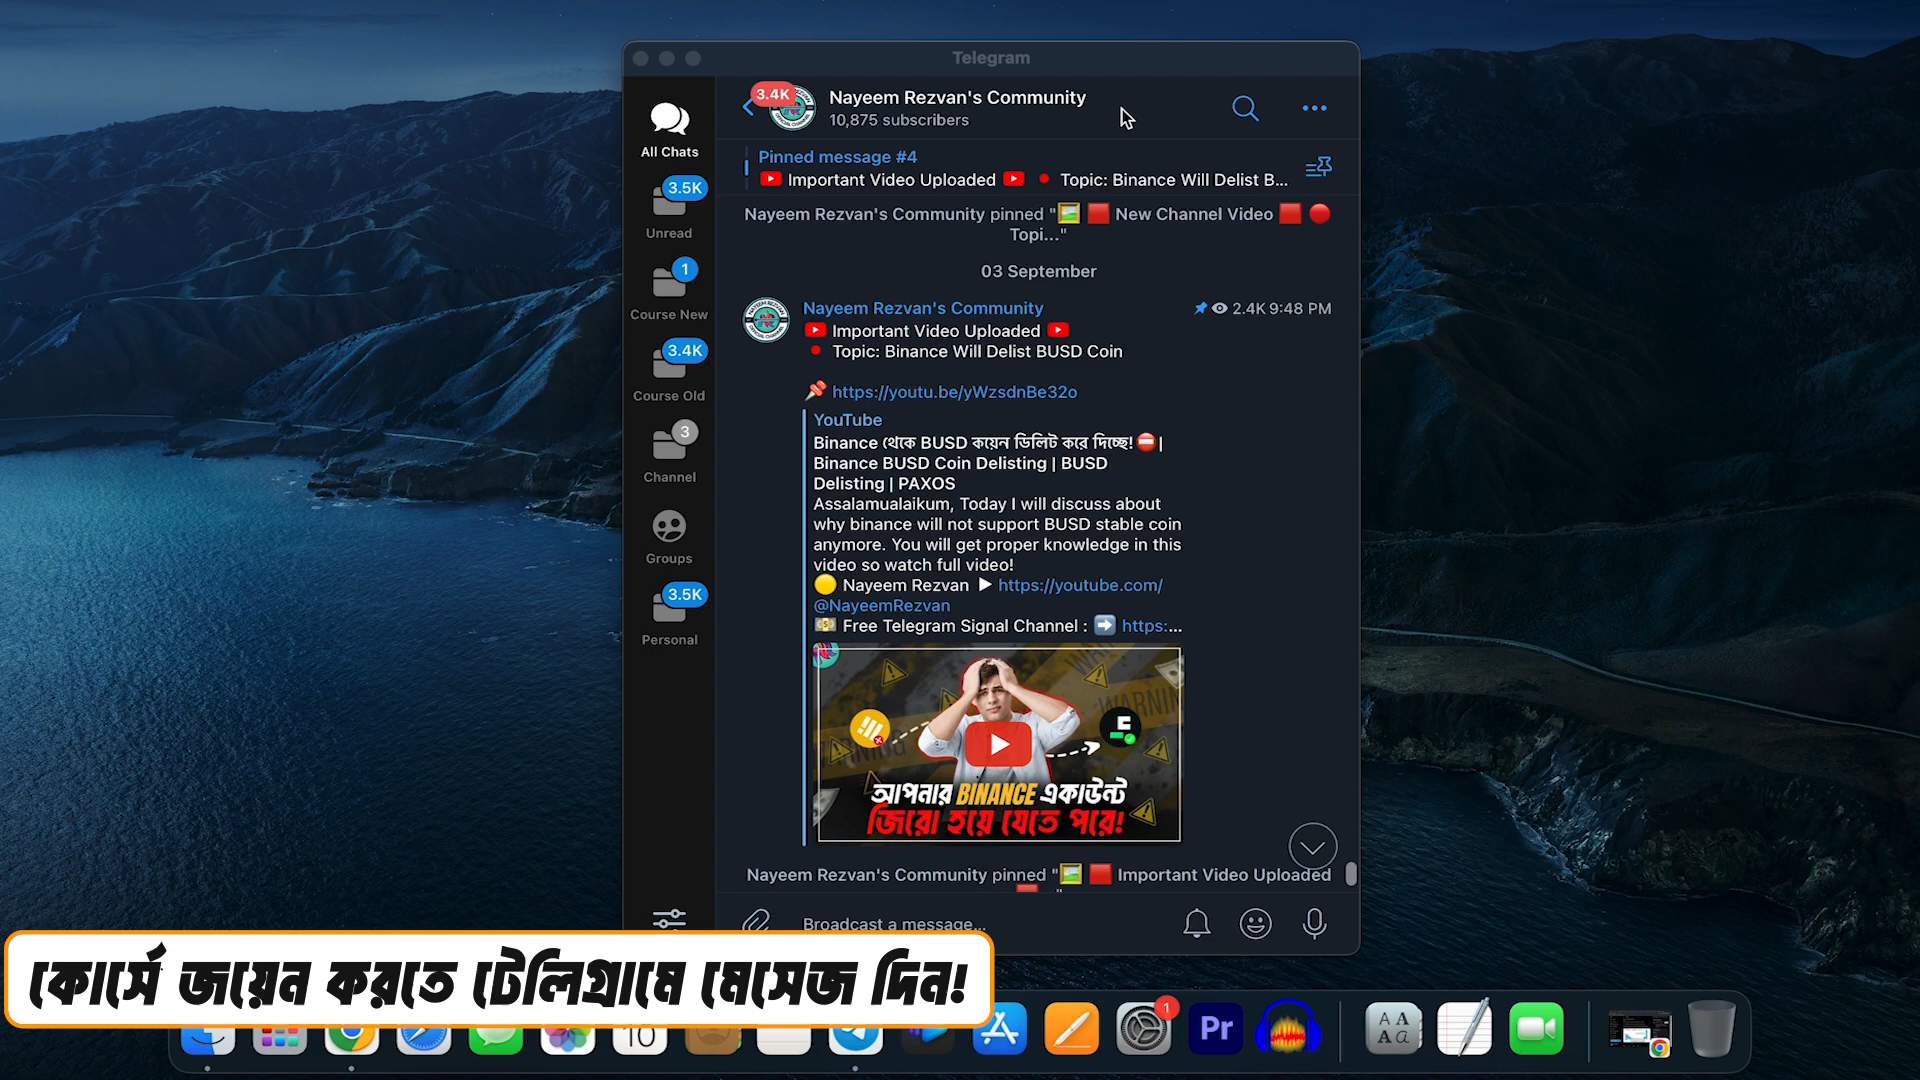 Telegram
3.4K
Nayeem Rezvan's Community
10,875 subscribers
All Chats
3.5K
Unread
1
Course New
3.4K
Course Old
3
Channel
Groups
3.5K
Personal
Pinned message #4
Important Video Uploaded Topic: Binance Will Delist B...
Nayeem Rezvan's Community pinned " New Channel Video
Topi..."
03 September
Nayeem Rezvan's Community 2.4K 9:48 PM
Important Video Uploaded
Topic: Binance Will Delist BUSD Coin
https://youtu.be/yWzsdnBe32o
YouTube
Binance থেকে BUSD কয়েন ডিলিট করে দিচ্ছে! |
Binance BUSD Coin Delisting | BUSD
Delisting | PAXOS
Assalamualaikum, Today I will discuss about
why binance will not support BUSD stable coin
anymore. You will get proper knowledge in this
video so watch full video!
Nayeem Rezvan https://youtube.com/
@NayeemRezvan
Free Telegram Signal Channel : https:...
WARNING
আপনার BINANCE একাউন্ট
জিরো হয়ে যেতে পারে!
Nayeem Rezvan's Community pinned " Important Video Uploaded
"
Broadcast a message...
কোর্সে জয়েন করতে টেলিগ্রামে মেসেজ দিন!
10
1
Pr
A A
A a